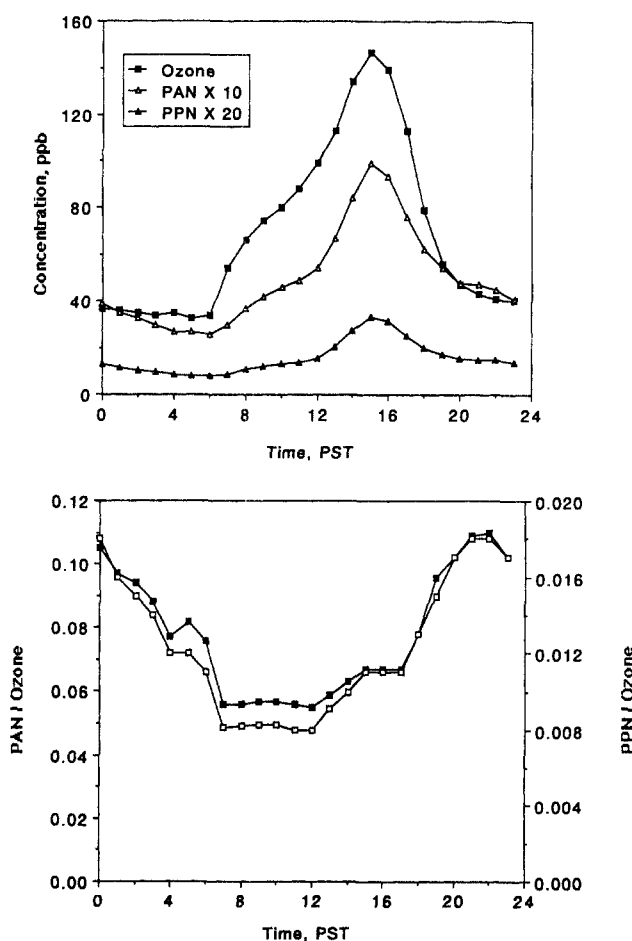 160
120
80
40
0
Concentration, ppb
Ozone
PAN X 10
PPN X 20
0 4 8 12 16 20 24
Time, PST
0.12
0.10
0.08
0.06
0.04
0.02
0.00
PAN / Ozone
0.020
0.016
0.012
0.008
0.004
0.000
PPN / Ozone
0 4 8 12 16 20 24
Time, PST